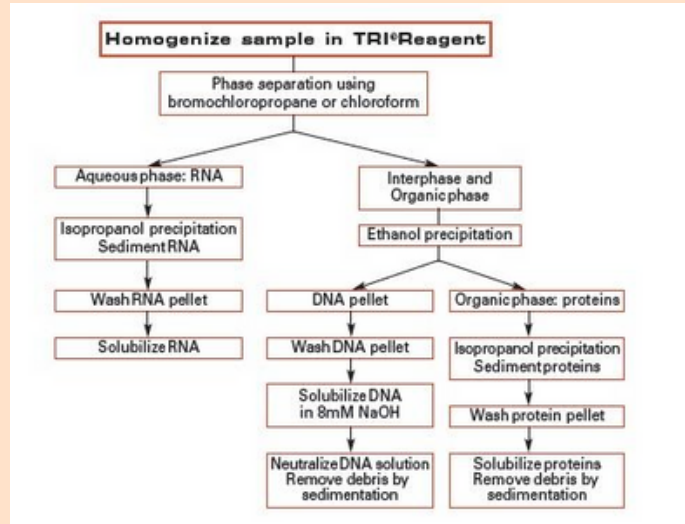 Homogenize sample in TRI®Reagent
Phase separation using
bromochloropropane or chloroform
Aqueous phase: RNA
Interphase and
Organic phase
Isopropanol precipitation
Sediment RNA
Ethanol precipitation
Wash RNA pellet
DNA pellet
Organic phase: proteins
Solubilize RNA
Wash DNA pellet
Isopropanol precipitation
Sediment proteins
Solubilize DNA
in 8mM NaOH
Wash protein pellet
Neutralize DNA solution
Remove debris by
sedimentation
Solubilize proteins
Remove debris by
sedimentation